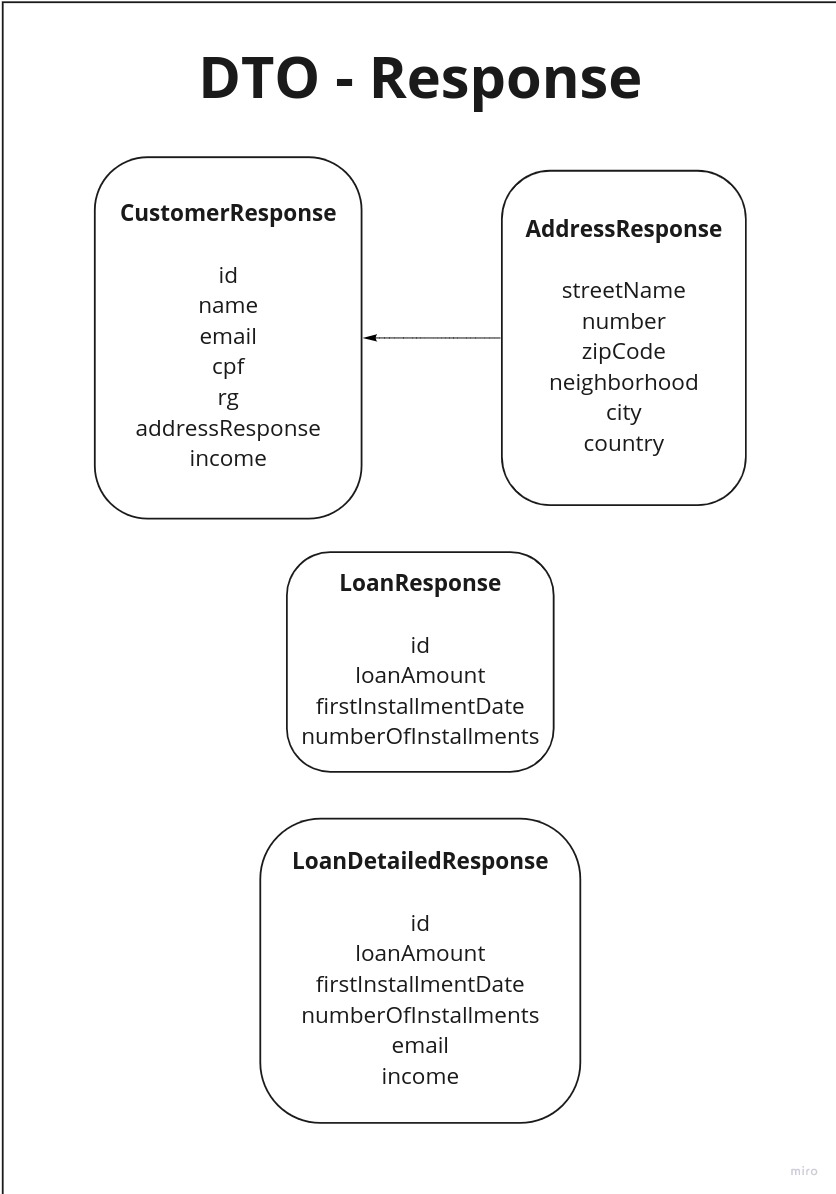 DTO - Response
CustomerResponse
id
name
email
cpf
rg
addressResponse
income
AddressResponse
streetName
number
zipCode
neighborhood
city
country
LoanResponse
id
loanAmount
firstInstallmentDate
numberOfInstallments
LoanDetailedResponse
id
loanAmount
firstInstallmentDate
numberOfInstallments
email
income
miro